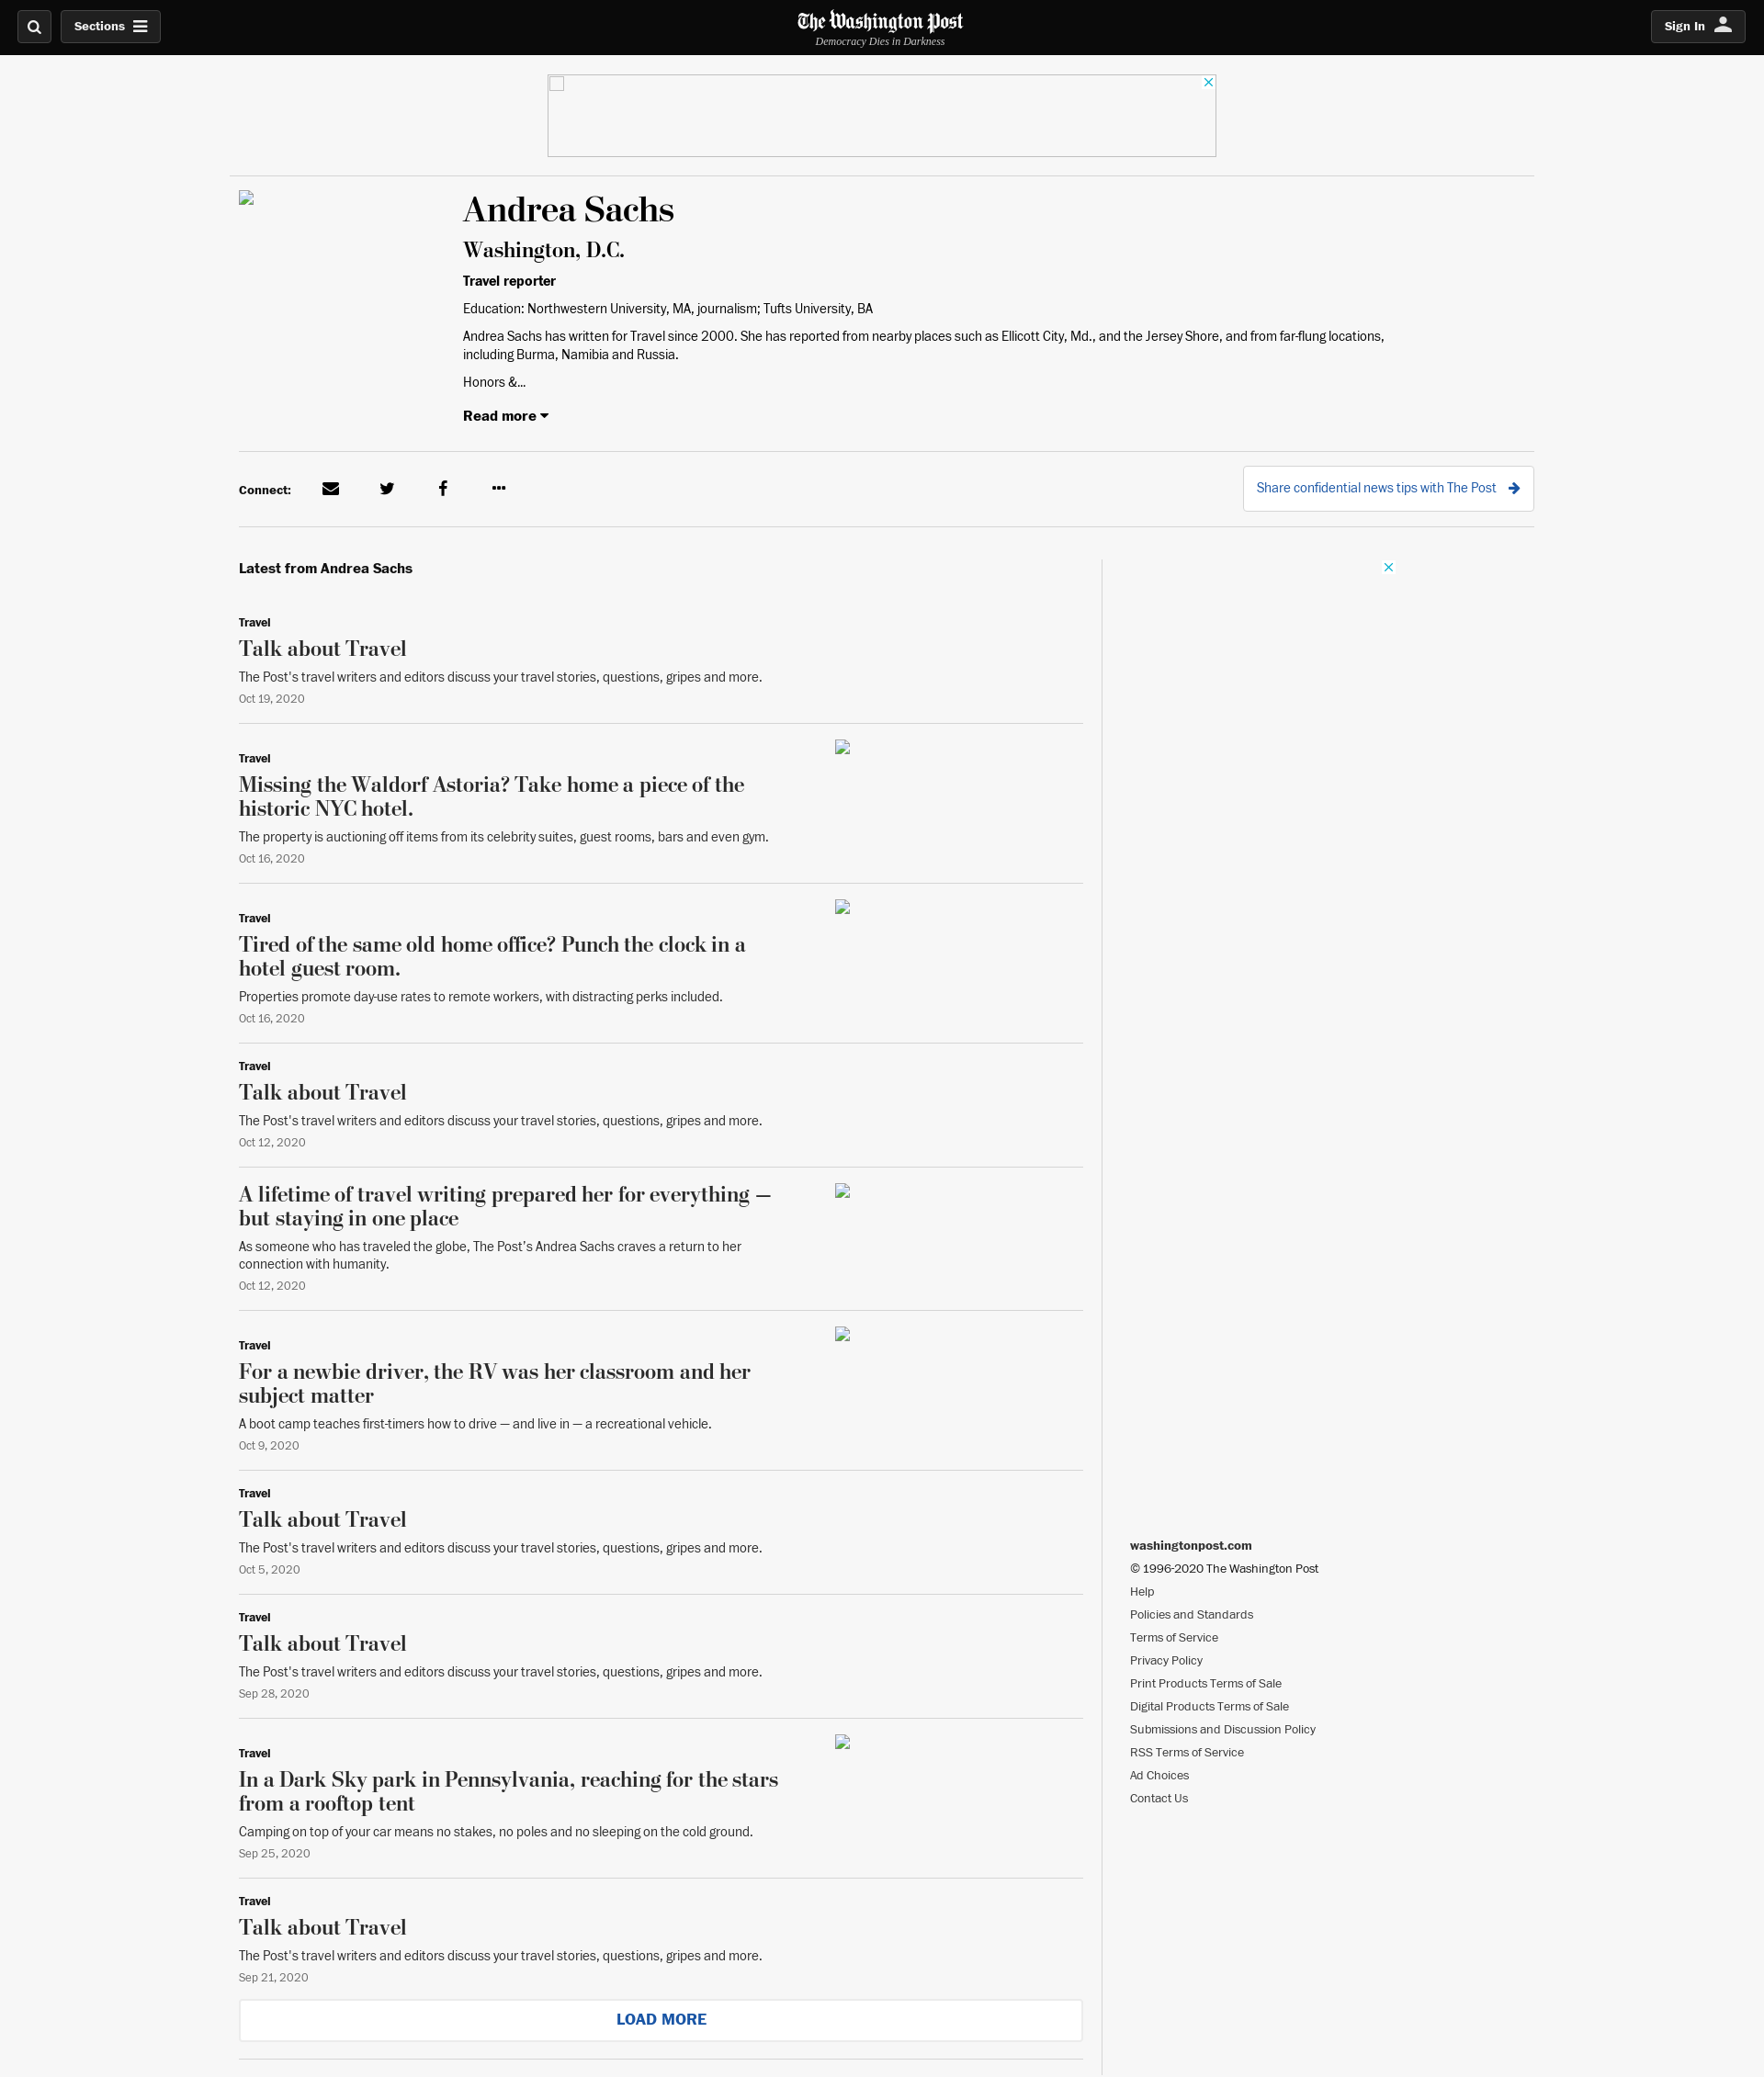 Sections
The Washington Post
Democracy Dies in Darkness
Sign In
Andrea Sachs
Washington, D.C.
Travel reporter
Education: Northwestern University, MA, journalism; Tufts University, BA
Andrea Sachs has written for Travel since 2000. She has reported from nearby places such as Ellicott City, Md., and the Jersey Shore, and from far-flung locations,
including Burma, Namibia and Russia.
Honors &...
Read more
Connect:
Share confidential news tips with The Post
Latest from Andrea Sachs
Travel
Talk about Travel
The Post's travel writers and editors discuss your travel stories, questions, gripes and more.
Oct 19, 2020
Travel
Missing the Waldorf Astoria? Take home a piece of the
historic NYC hotel.
The property is auctioning off items from its celebrity suites, guest rooms, bars and even gym.
Oct 16, 2020
Travel
Tired of the same old home office? Punch the clock in a
hotel guest room.
Properties promote day-use rates to remote workers, with distracting perks included.
Oct 16, 2020
Travel
Talk about Travel
The Post's travel writers and editors discuss your travel stories, questions, gripes and more.
Oct 12, 2020
A lifetime of travel writing prepared her for everything —
but staying in one place
As someone who has traveled the globe, The Post’s Andrea Sachs craves a return to her
connection with humanity.
Oct 12, 2020
Travel
For a newbie driver, the RV was her classroom and her
subject matter
A boot camp teaches first-timers how to drive — and live in — a recreational vehicle.
Oct 9, 2020
Travel
Talk about Travel
The Post's travel writers and editors discuss your travel stories, questions, gripes and more.
Oct 5, 2020
Travel
Talk about Travel
The Post's travel writers and editors discuss your travel stories, questions, gripes and more.
Sep 28, 2020
Travel
In a Dark Sky park in Pennsylvania, reaching for the stars
from a rooftop tent
Camping on top of your car means no stakes, no poles and no sleeping on the cold ground.
Sep 25, 2020
Travel
Talk about Travel
The Post's travel writers and editors discuss your travel stories, questions, gripes and more.
Sep 21, 2020
LOAD MORE
washingtonpost.com
© 1996-2020 The Washington Post
Help
Policies and Standards
Terms of Service
Privacy Policy
Print Products Terms of Sale
Digital Products Terms of Sale
Submissions and Discussion Policy
RSS Terms of Service
Ad Choices
Contact Us